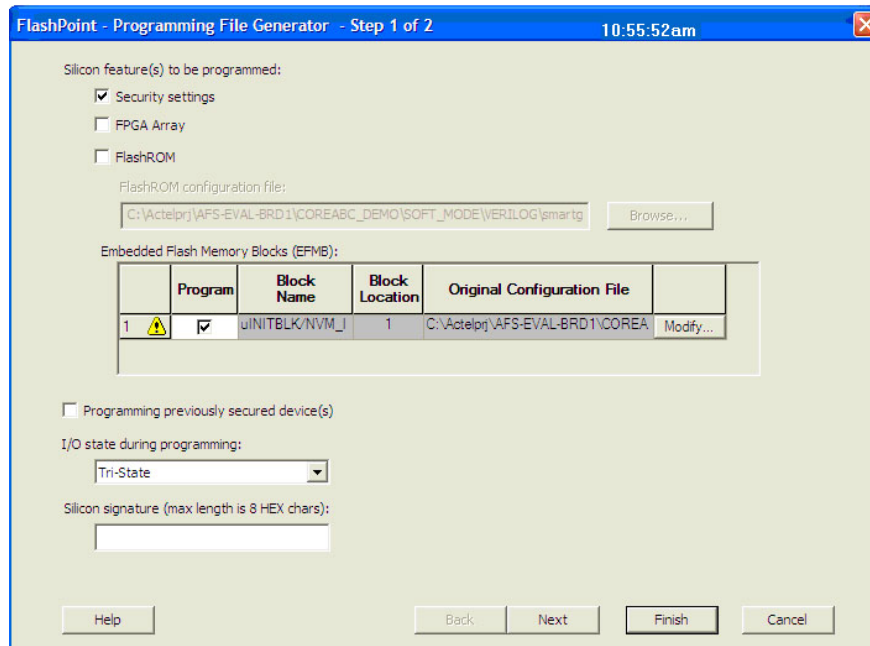 FlashPoint - Programming File Generator - Step 1 of 2 10:55:52am
Silicon feature(s) to be programmed:
Security settings
FPGA Array
FlashROM
FlashROM configuration file:
C:\Actelprj\AFS-EVAL-BRD1\COREABC_DEMO\SOFT_MODE\VERILOG\smartg Browse...
Embedded Flash Memory Blocks (EFMB):
Program Block Name Block Location Original Configuration File
1 uINITBLK/NVM_I 1 C:\Actelprj\AFS-EVAL-BRD1\COREA Modify...
Programming previously secured device(s)
I/O state during programming:
Tri-State
Silicon signature (max length is 8 HEX chars):
Help Back Next Finish Cancel